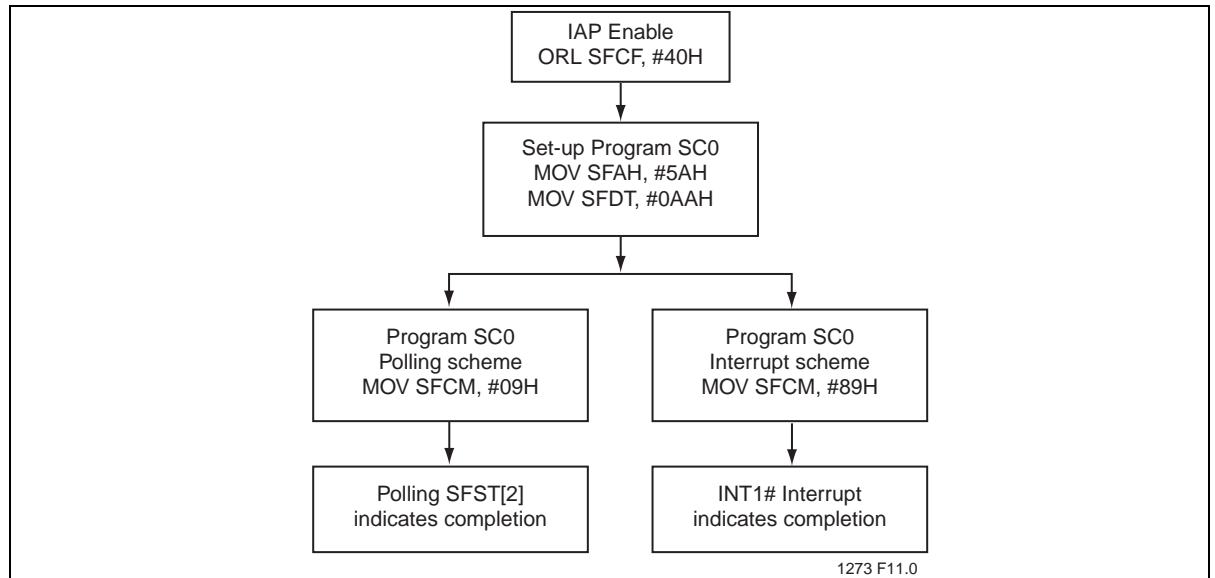 IAP Enable
ORL SFCF, #40H
Set-up Program SC0
MOV SFAH, #5AH
MOV SFDT, #0AAH
Program SC0
Polling scheme
MOV SFCM, #09H
Program SC0
Interrupt scheme
MOV SFCM, #89H
Polling SFST[2]
indicates completion
INT1# Interrupt
indicates completion
1273 F11.0